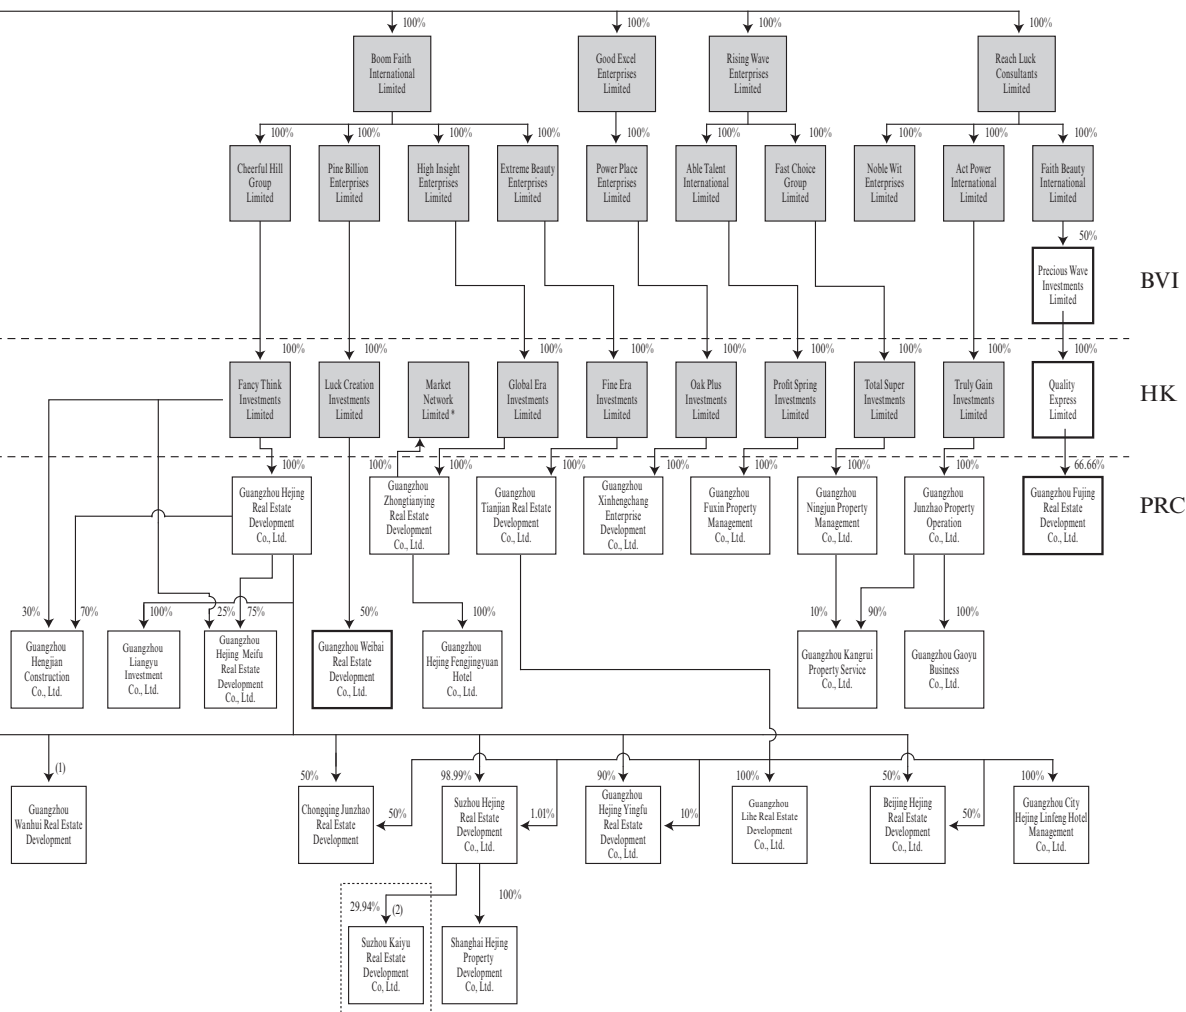 100%
100%
100%
100%
Boom Faith
International
Limited
Good Excel
Enterprises
Limited
Rising Wave
Enterprises
Limited
Reach Luck
Consultants
Limited
100%
100%
100%
100%
100%
100%
100%
100%
100%
100%
Cheerful Hill
Group
Limited
Pine Billion
Enterprises
Limited
High Insight
Enterprises
Limited
Extreme Beauty
Enterprises
Limited
Power Place
Enterprises
Limited
Able Talent
International
Limited
Fast Choice
Group
Limited
Noble Wit
Enterprises
Limited
Act Power
International
Limited
Faith Beauty
International
Limited
50%
Precious Wave
Investments
Limited
BVI
100%
100%
100%
100%
100%
100%
100%
100%
100%
Fancy Think
Investments
Limited
Luck Creation
Investments
Limited
Market
Network
Limited *
Global Era
Investments
Limited
Fine Era
Investments
Limited
Oak Plus
Investments
Limited
Profit Spring
Investments
Limited
Total Super
Investments
Limited
Truly Gain
Investments
Limited
Quality
Express
Limited
HK
100%
100%
100%
100%
100%
100%
100%
100%
66.66%
Guangzhou Hejing
Real Estate
Development
Co., Ltd.
Guangzhou
Zhongtianying
Real Estate
Development
Co., Ltd.
Guangzhou
Tianjian Real Estate
Development
Co., Ltd.
Guangzhou
Xinhengchang
Enterprise
Development
Co., Ltd.
Guangzhou
Fuxin Property
Management
Co., Ltd.
Guangzhou
Ningjun Property
Management
Co., Ltd.
Guangzhou
Junzhao Property
Operation
Co., Ltd.
Guangzhou Fujing
Real Estate
Development
Co., Ltd.
PRC
30%
70%
100%
25%
75%
50%
100%
10%
90%
100%
Guangzhou
Hengjian
Construction
Co., Ltd.
Guangzhou
Liangyu
Investment
Co., Ltd.
Guangzhou
Hejing Meifu
Real Estate
Development
Co., Ltd.
Guangzhou Weibai
Real Estate
Development
Co., Ltd.
Guangzhou
Hejing Fengjingyuan
Hotel
Co., Ltd.
Guangzhou Kangrui
Property Service
Co., Ltd.
Guangzhou Gaoyu
Business
Co., Ltd.
(1)
50%
50%
98.99%
1.01%
90%
10%
100%
50%
50%
100%
Guangzhou
Wanhui Real Estate
Development
Chongqing Junzhao
Real Estate
Development
Suzhou Hejing
Real Estate
Development
Co., Ltd.
Guangzhou
Hejing Yingfu
Real Estate
Development
Co., Ltd.
Guangzhou
Lihe Real Estate
Development
Co., Ltd.
Beijing Hejing
Real Estate
Development
Co., Ltd.
Guangzhou City
Hejing Linfeng Hotel
Management
Co., Ltd.
29.94%
(2)
100%
Suzhou Kaiyu
Real Estate
Development
Co, Ltd.
Shanghai Hejing
Property
Development
Co, Ltd.